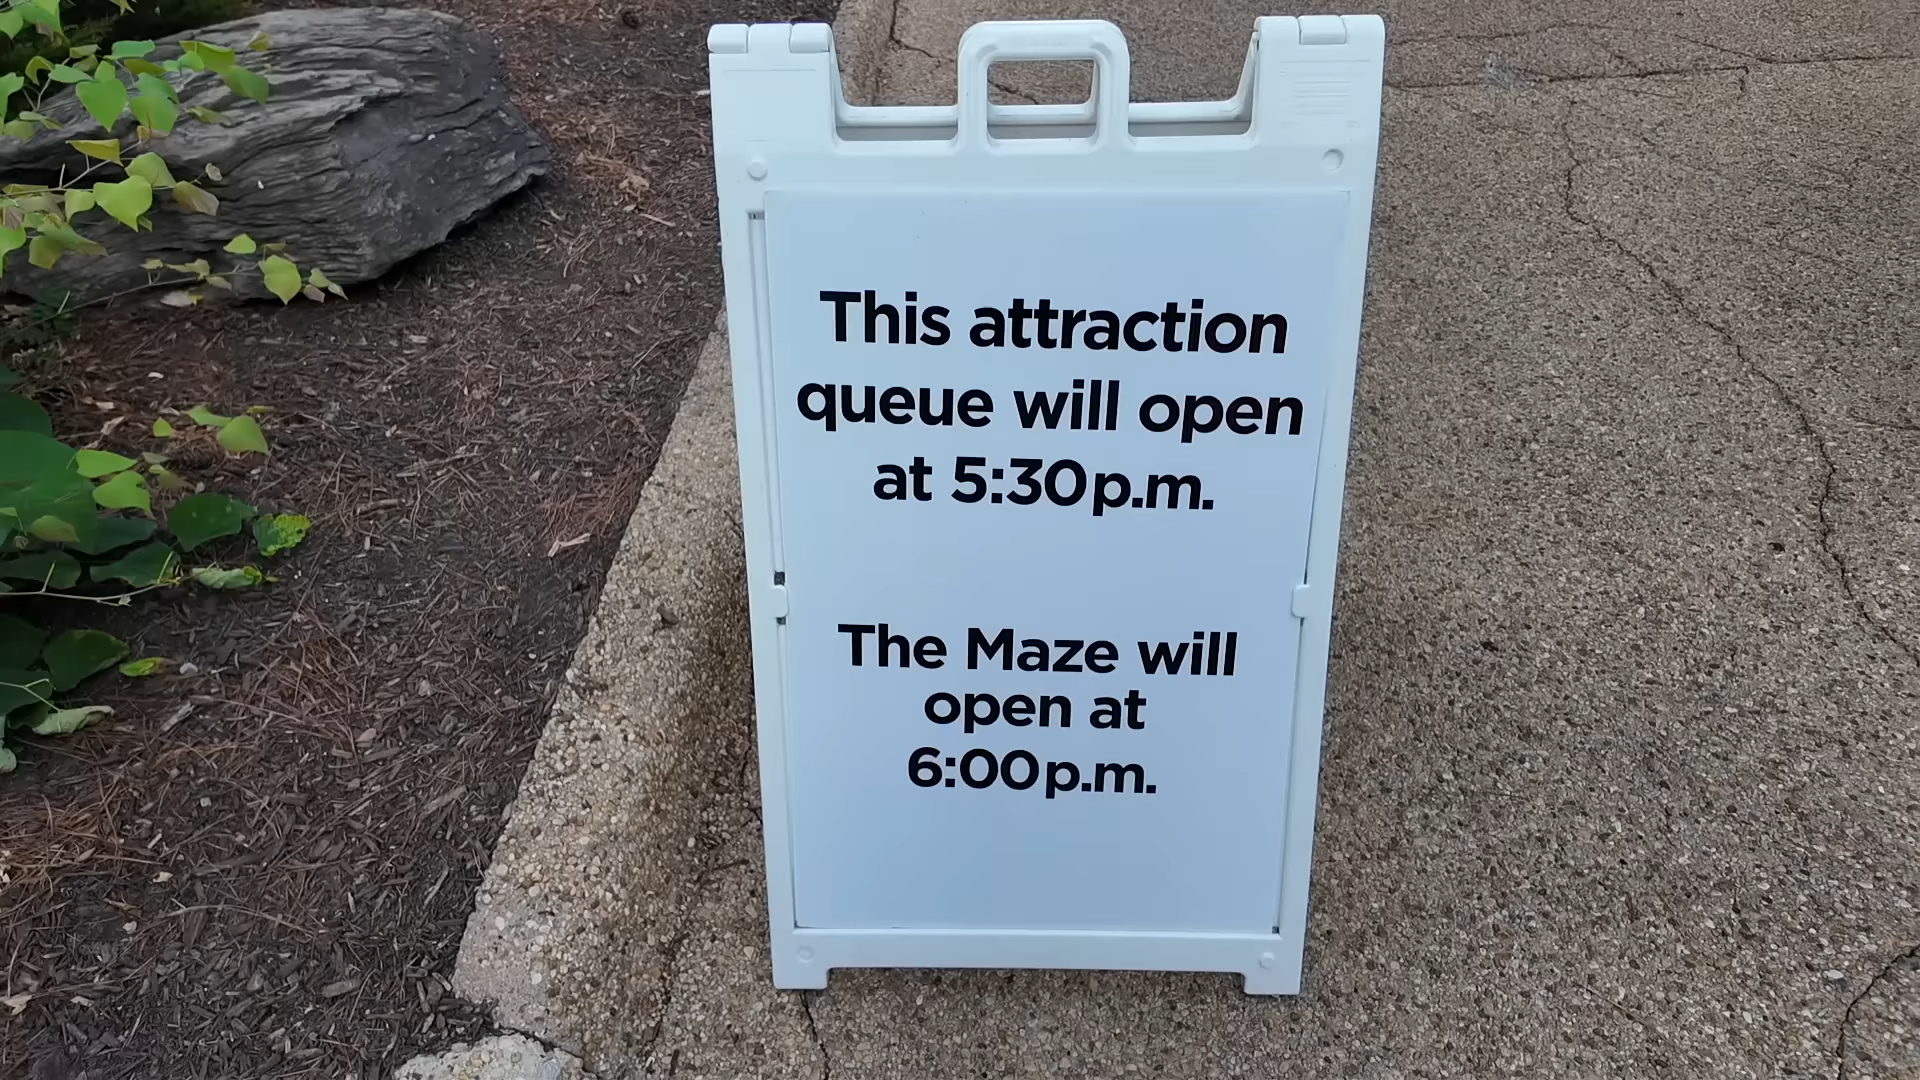 This attraction
queue will open
at 5:30p.m.
The Maze will
open at
6:00p.m.